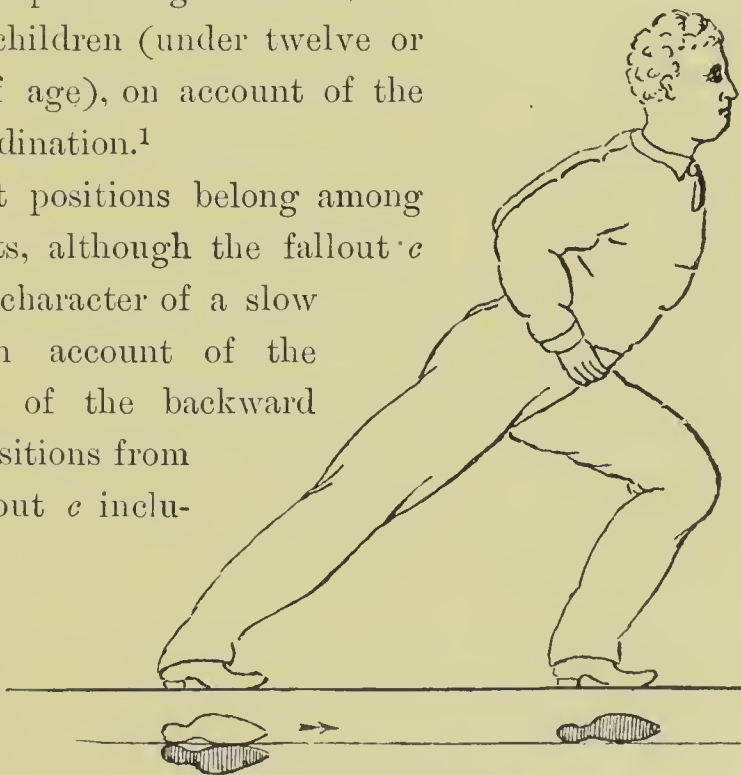 children (under twelve or
age), on account of the
dination.¹
positions belong among
although the fallout c
character of a slow
account of the
of the backward
sitions from
out c inclu-